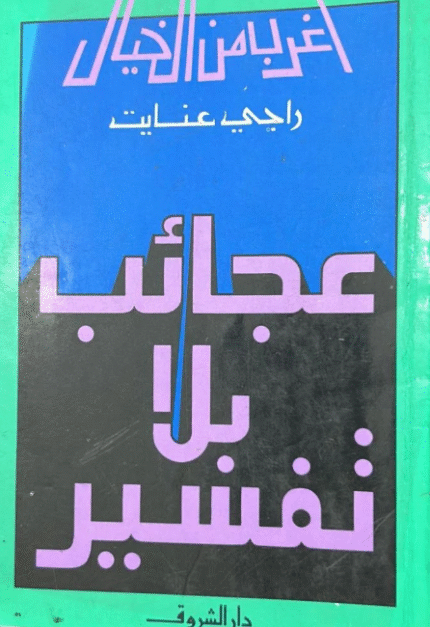 أغرب من الخيال
راجي عنايت
عجائب
بلا
تفسير
دار الشروق